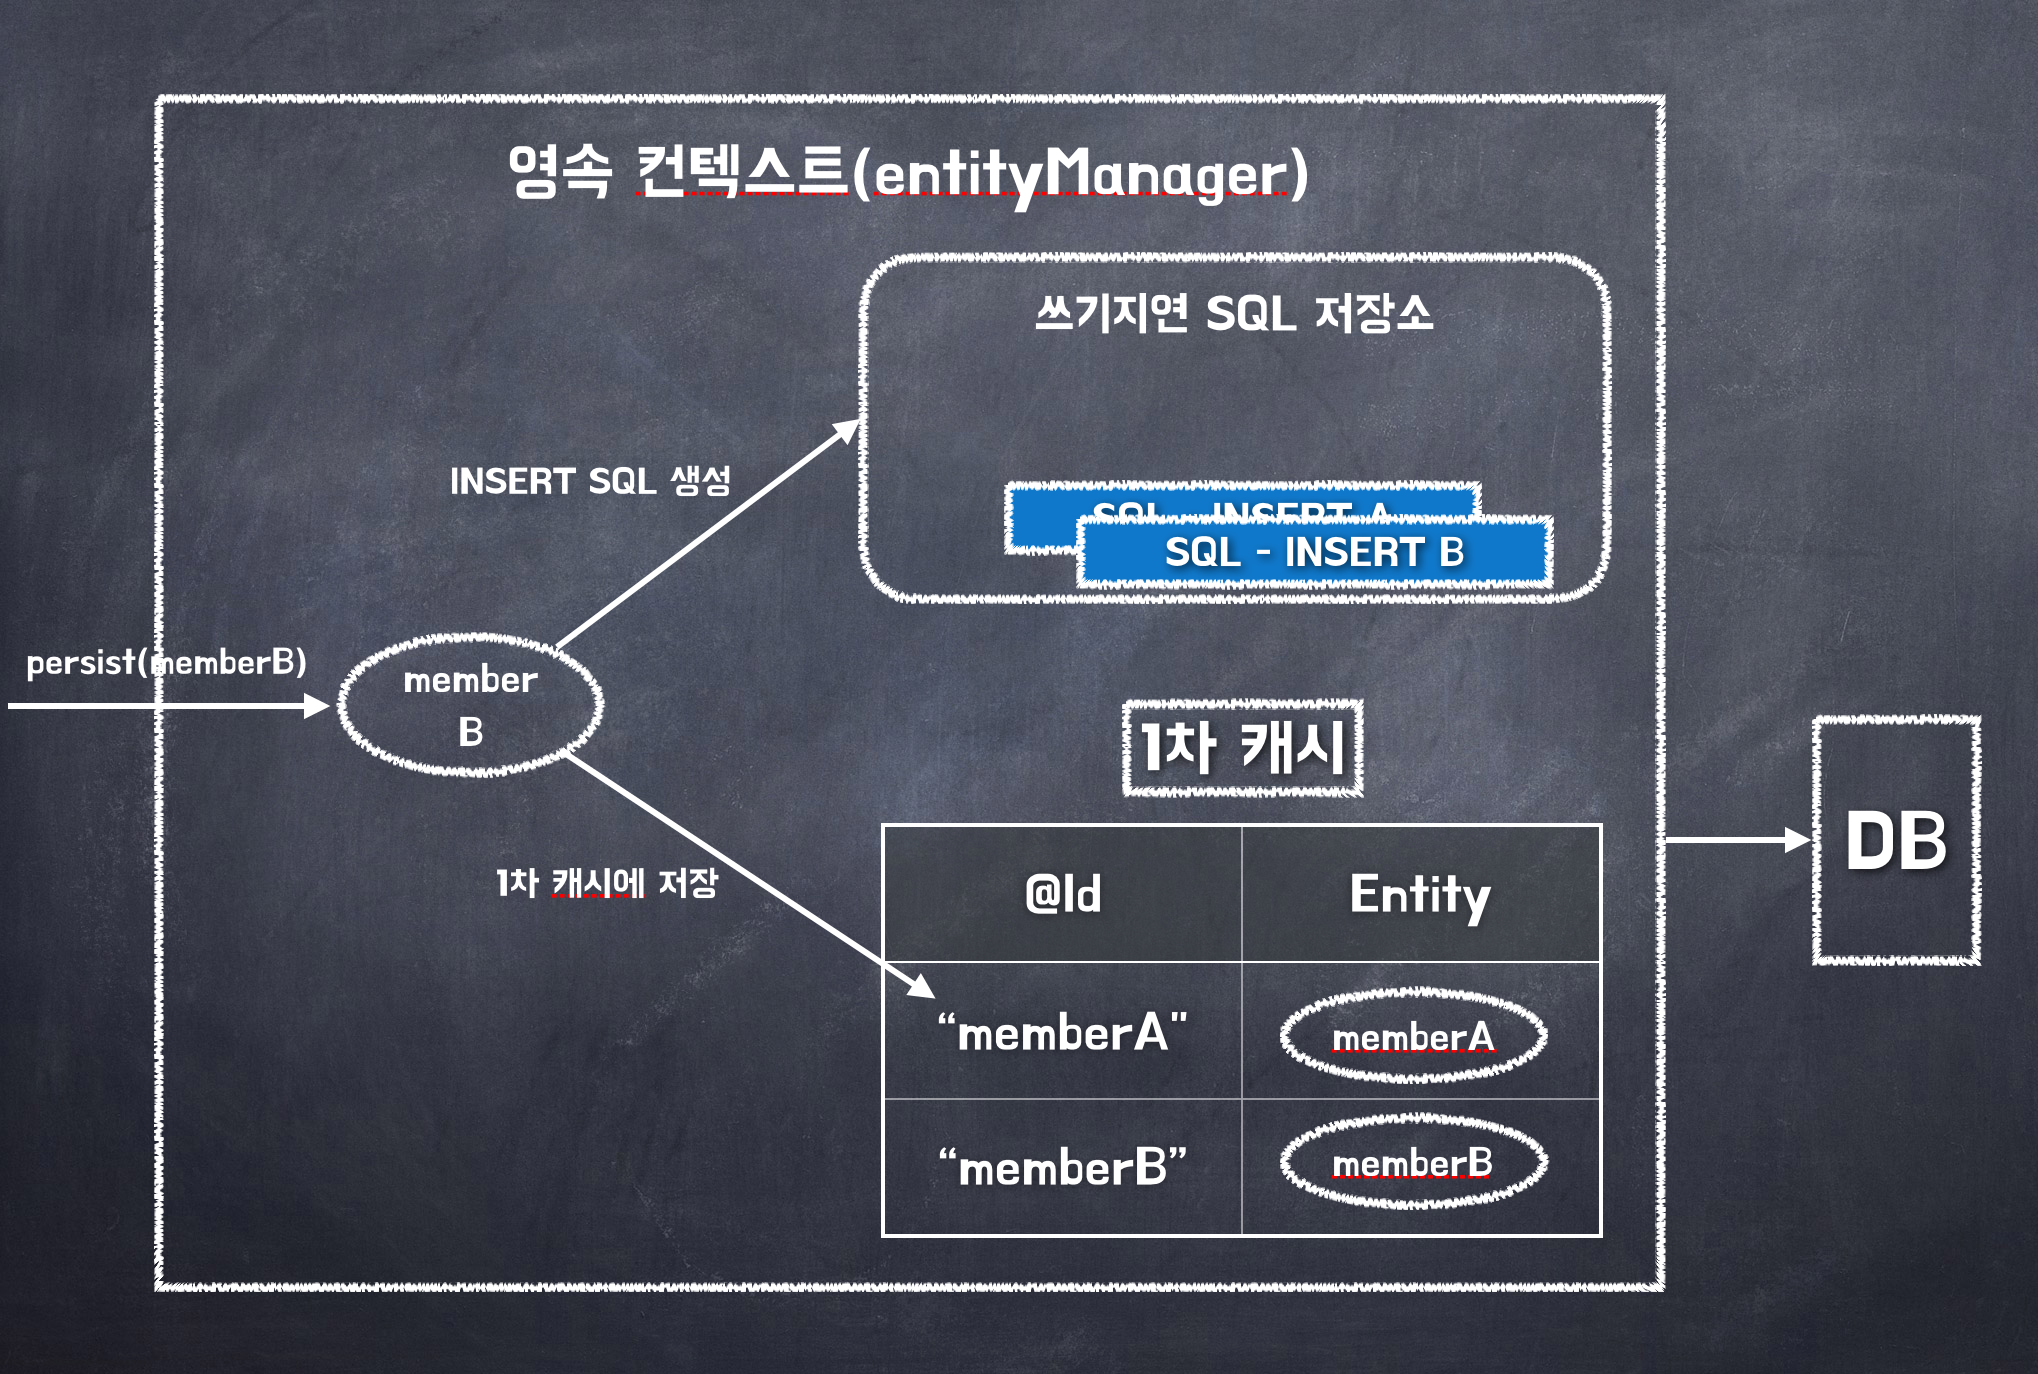 영속 컨텍스트(entityManager)
쓰기지연 SQL 저장소
INSERT SQL 생성
SQL - INSERT A
SQL - INSERT B
persist(memberB)
member
B
1차 캐시
DB
1차 캐시에 저장
@Id Entity
“memberA" memberA
“memberB” memberB